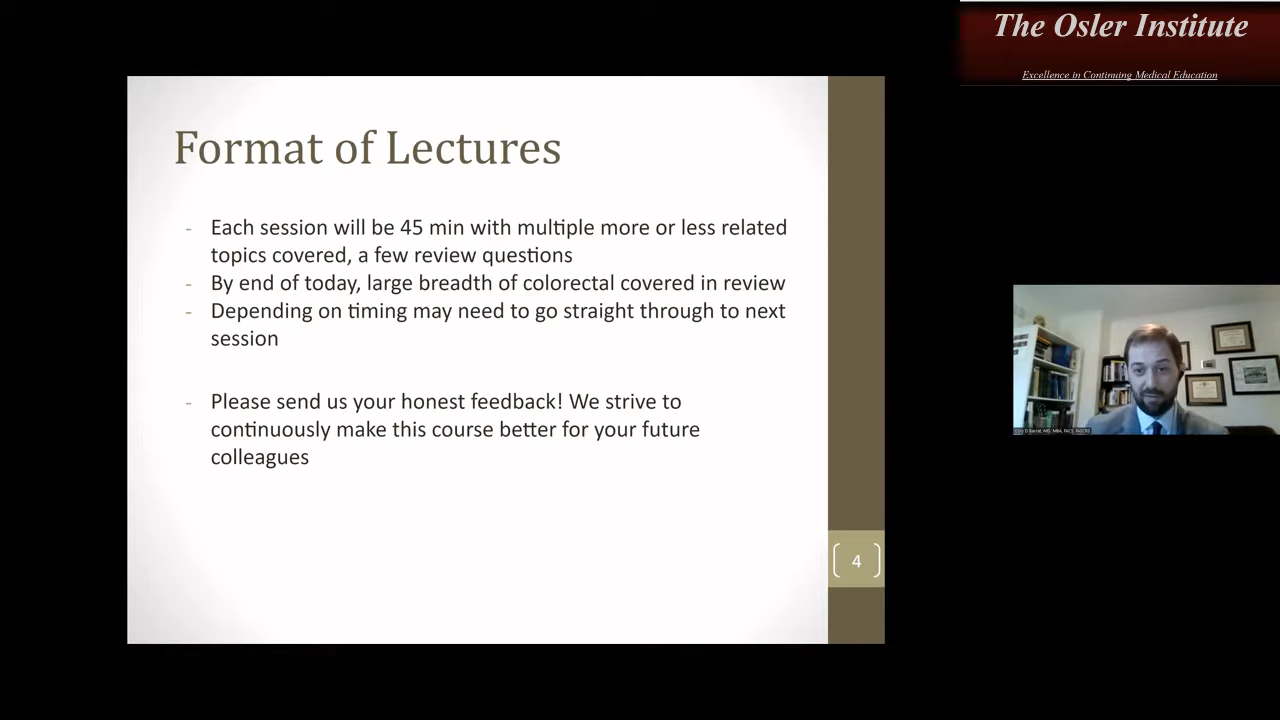 The Osler Institute
Excellence in Continuing Medical Education
Format of Lectures
- Each session will be 45 min with multiple more or less related
topics covered, a few review questions
- By end of today, large breadth of colorectal covered in review
- Depending on timing may need to go straight through to next
session
- Please send us your honest feedback! We strive to
continuously make this course better for your future
colleagues
4